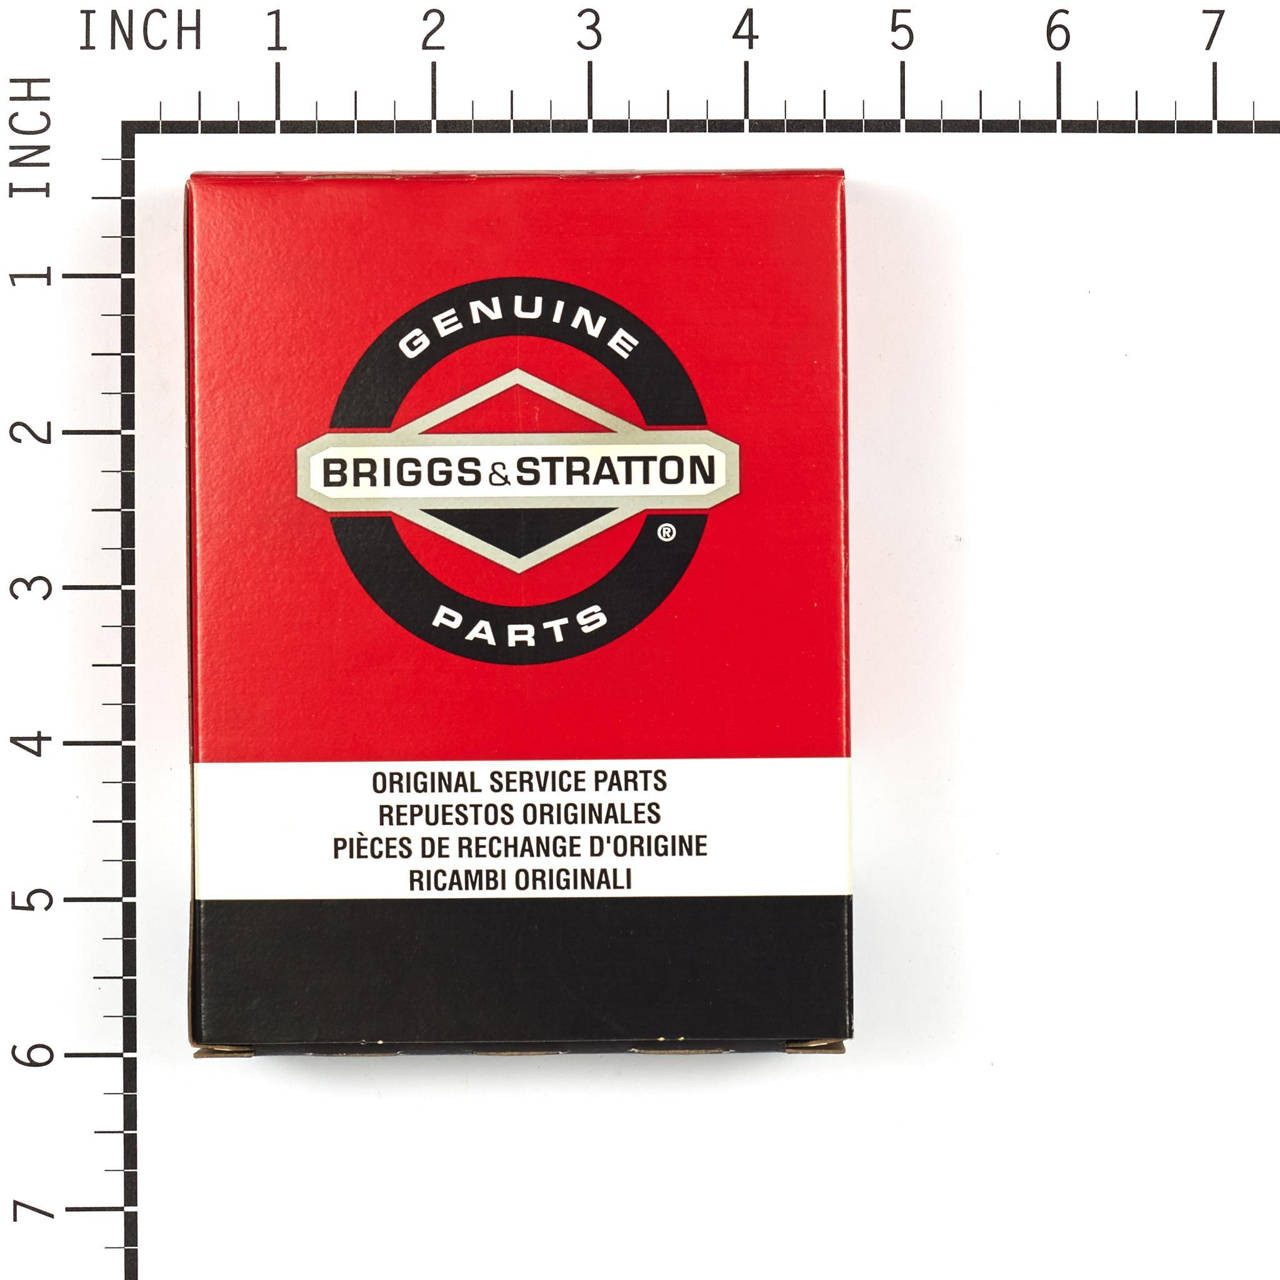 INCH 1 2 3 4 5 6 7
INCH
1
2
3
4
5
6
7
GENUINE
BRIGGS & STRATTON
®
PARTS
ORIGINAL SERVICE PARTS
REPUESTOS ORIGINALES
PIÈCES DE RECHANGE D'ORIGINE
RICAMBI ORIGINALI